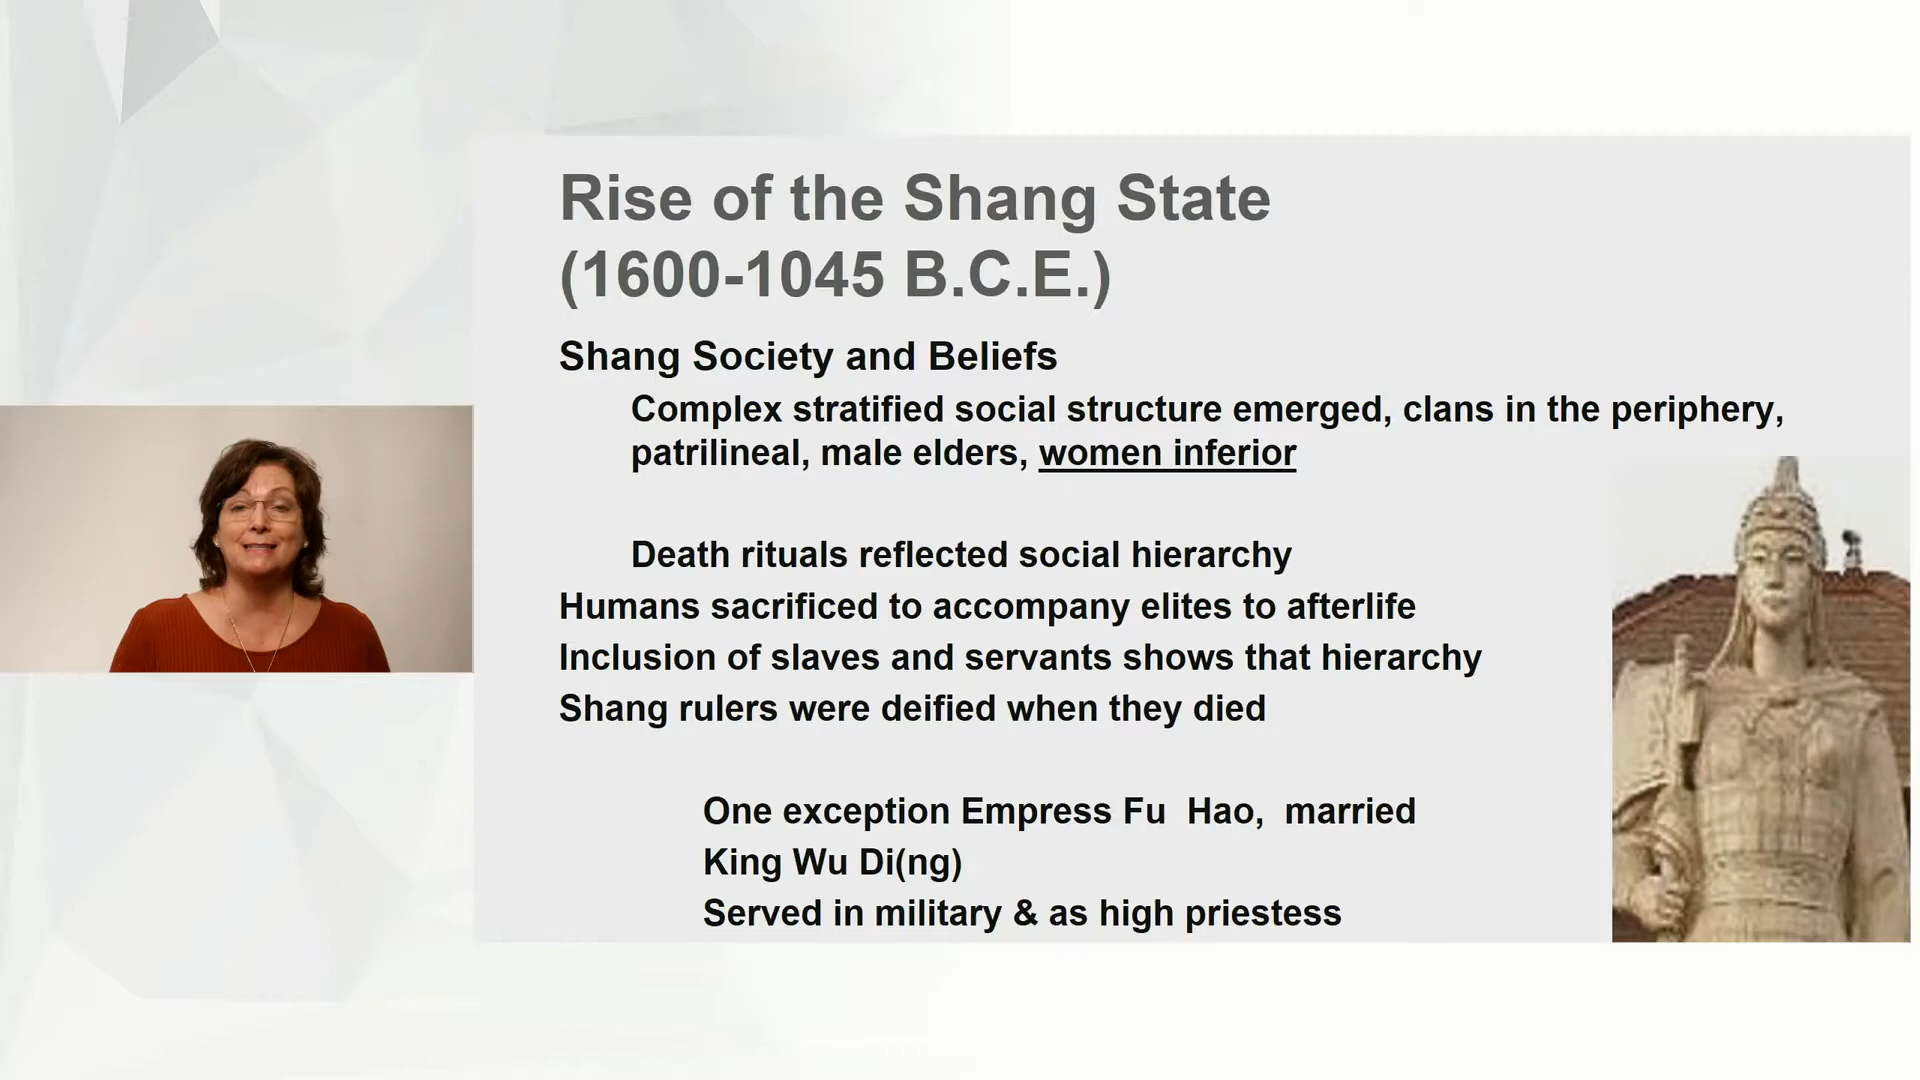 Rise of the Shang State
(1600-1045 B.C.E.)
Shang Society and Beliefs
Complex stratified social structure emerged, clans in the periphery,
patrilineal, male elders, women inferior
Death rituals reflected social hierarchy
Humans sacrificed to accompany elites to afterlife
Inclusion of slaves and servants shows that hierarchy
Shang rulers were deified when they died
One exception Empress Fu  Hao,  married
King Wu Di(ng)
Served in military & as high priestess